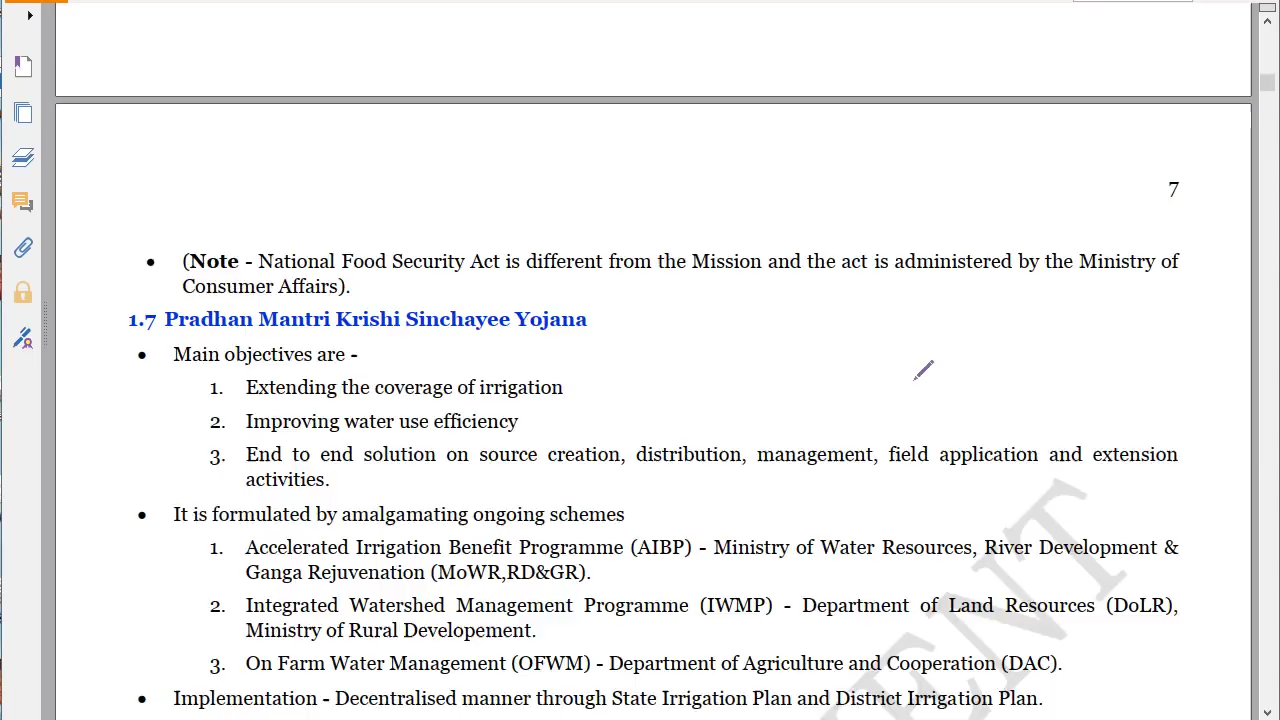 7
• (Note - National Food Security Act is different from the Mission and the act is administered by the Ministry of
Consumer Affairs).
1.7 Pradhan Mantri Krishi Sinchayee Yojana
• Main objectives are -
1. Extending the coverage of irrigation
2. Improving water use efficiency
3. End to end solution on source creation, distribution, management, field application and extension
activities.
• It is formulated by amalgamating ongoing schemes
1. Accelerated Irrigation Benefit Programme (AIBP) - Ministry of Water Resources, River Development &
Ganga Rejuvenation (MoWR,RD&GR).
2. Integrated Watershed Management Programme (IWMP) - Department of Land Resources (DoLR),
Ministry of Rural Developement.
3. On Farm Water Management (OFWM) - Department of Agriculture and Cooperation (DAC).
• Implementation - Decentralised manner through State Irrigation Plan and District Irrigation Plan.